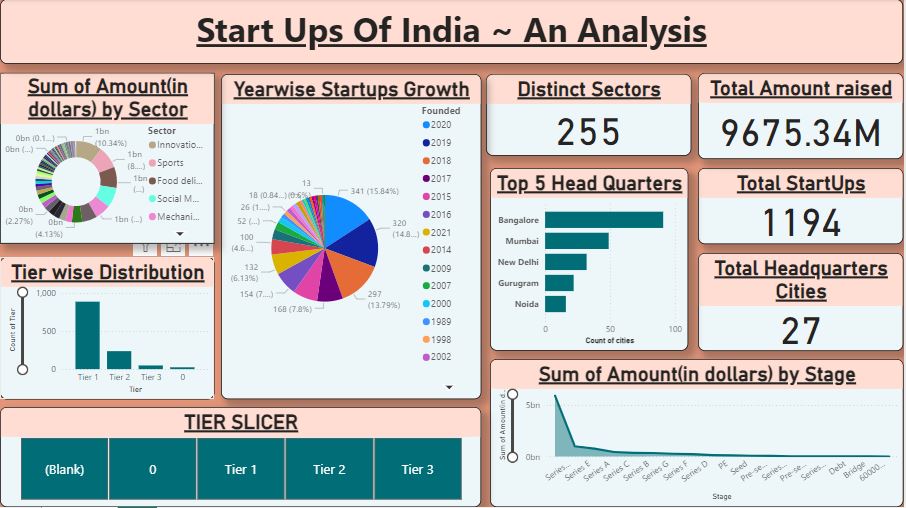 Start Ups Of India ~ An Analysis
Sum of Amount(in
dollars) by Sector
0bn (0.1...)
0bn (...)
0bn
(2.27%)
0bn
(4.13%)
1bn
(10.34%)
1bn
(8....)
1bn
(...)
1bn (...)
Sector
Innovatio...
Sports
Food deli...
Social M...
Mechani...
Yearwise Startups Growth
13
18 (0.84...)
(0.6%)
26 (1....)
52 (...)
100
(4.6...)
132
(6.13%)
154 (7....)
168 (7.8%)
341 (15.84%)
320
(14.8...)
297
(13.79%)
Founded
2020
2019
2018
2017
2015
2016
2021
2014
2009
2007
2000
1989
1998
2002
Distinct Sectors
255
Total Amount raised
9675.34M
Top 5 Head Quarters
Bangalore
Mumbai
New Delhi
Gurugram
Noida
0 50 100
Count of cities
Total StartUps
1194
Total Headquarters
Cities
27
Tier wise Distribution
Count of Tier
1,000
500
0
Tier 1 Tier 2 Tier 3 0
Tier
Sum of Amount(in dollars) by Stage
Sum of Amount(in d...
5bn
0bn
Series... Series E Series A Series C Series B Series G Series F Series D PE Seed Pre-se... Series... Pre-se... Series... Debt Bridge 60000...
Stage
TIER SLICER
(Blank) 0 Tier 1 Tier 2 Tier 3